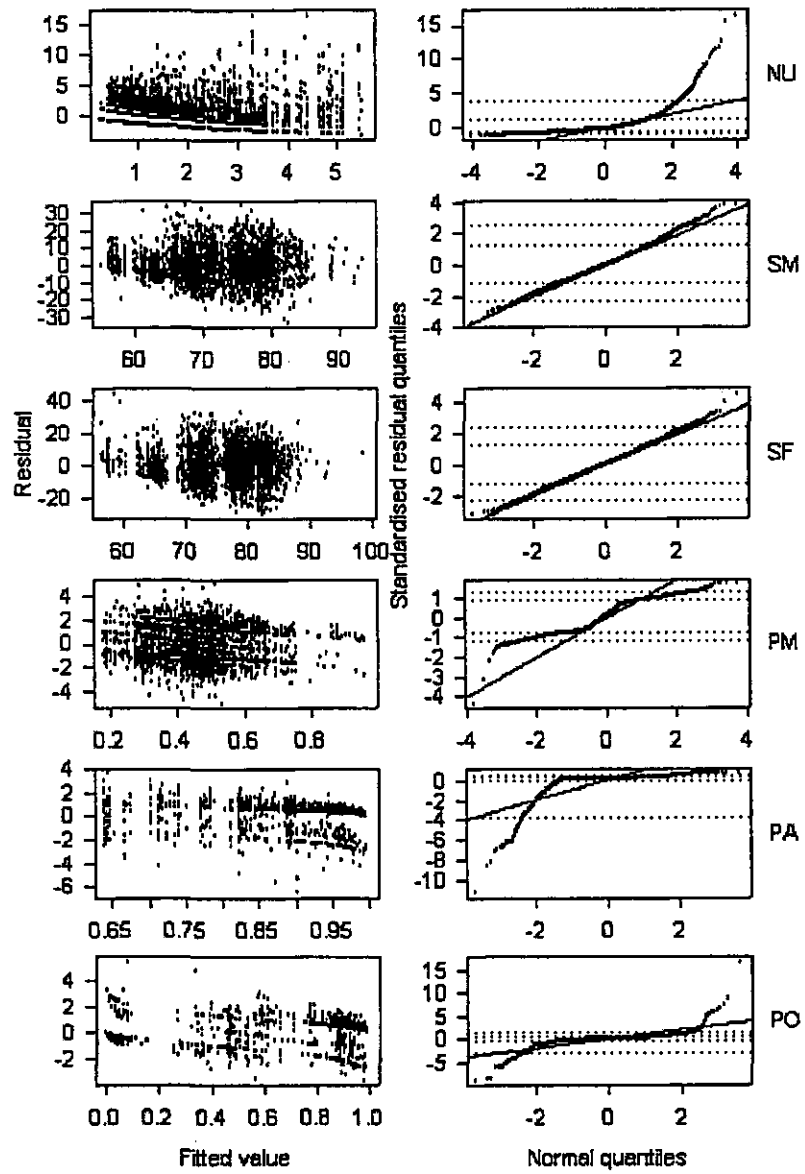 15
10
5
0
1 2 3 4 5
15
10
5
0
-4 -2 0 2 4
NU
30
20
10
0
-10
-30
60 70 80 90
4
2
0
-2
-4
-2 0 2
SM
40
20
0
-20
60 70 80 90 100
4
2
0
-2
-2 0 2
SF
Residual
Standardised residual quantiles
4
2
0
-2
-4
0.2 0.4 0.6 0.8
1
0
-1
-2
-4
-4 -2 0 2 4
PM
4
2
0
-2
-4
-6
0.65 0.75 0.85 0.95
0
-2
-4
-6
-8
-10
-2 0 2
PA
4
2
0
-2
0.0 0.2 0.4 0.6 0.8 1.0
15
10
5
0
-5
-2 0 2
PO
Fitted value
Normal quantiles